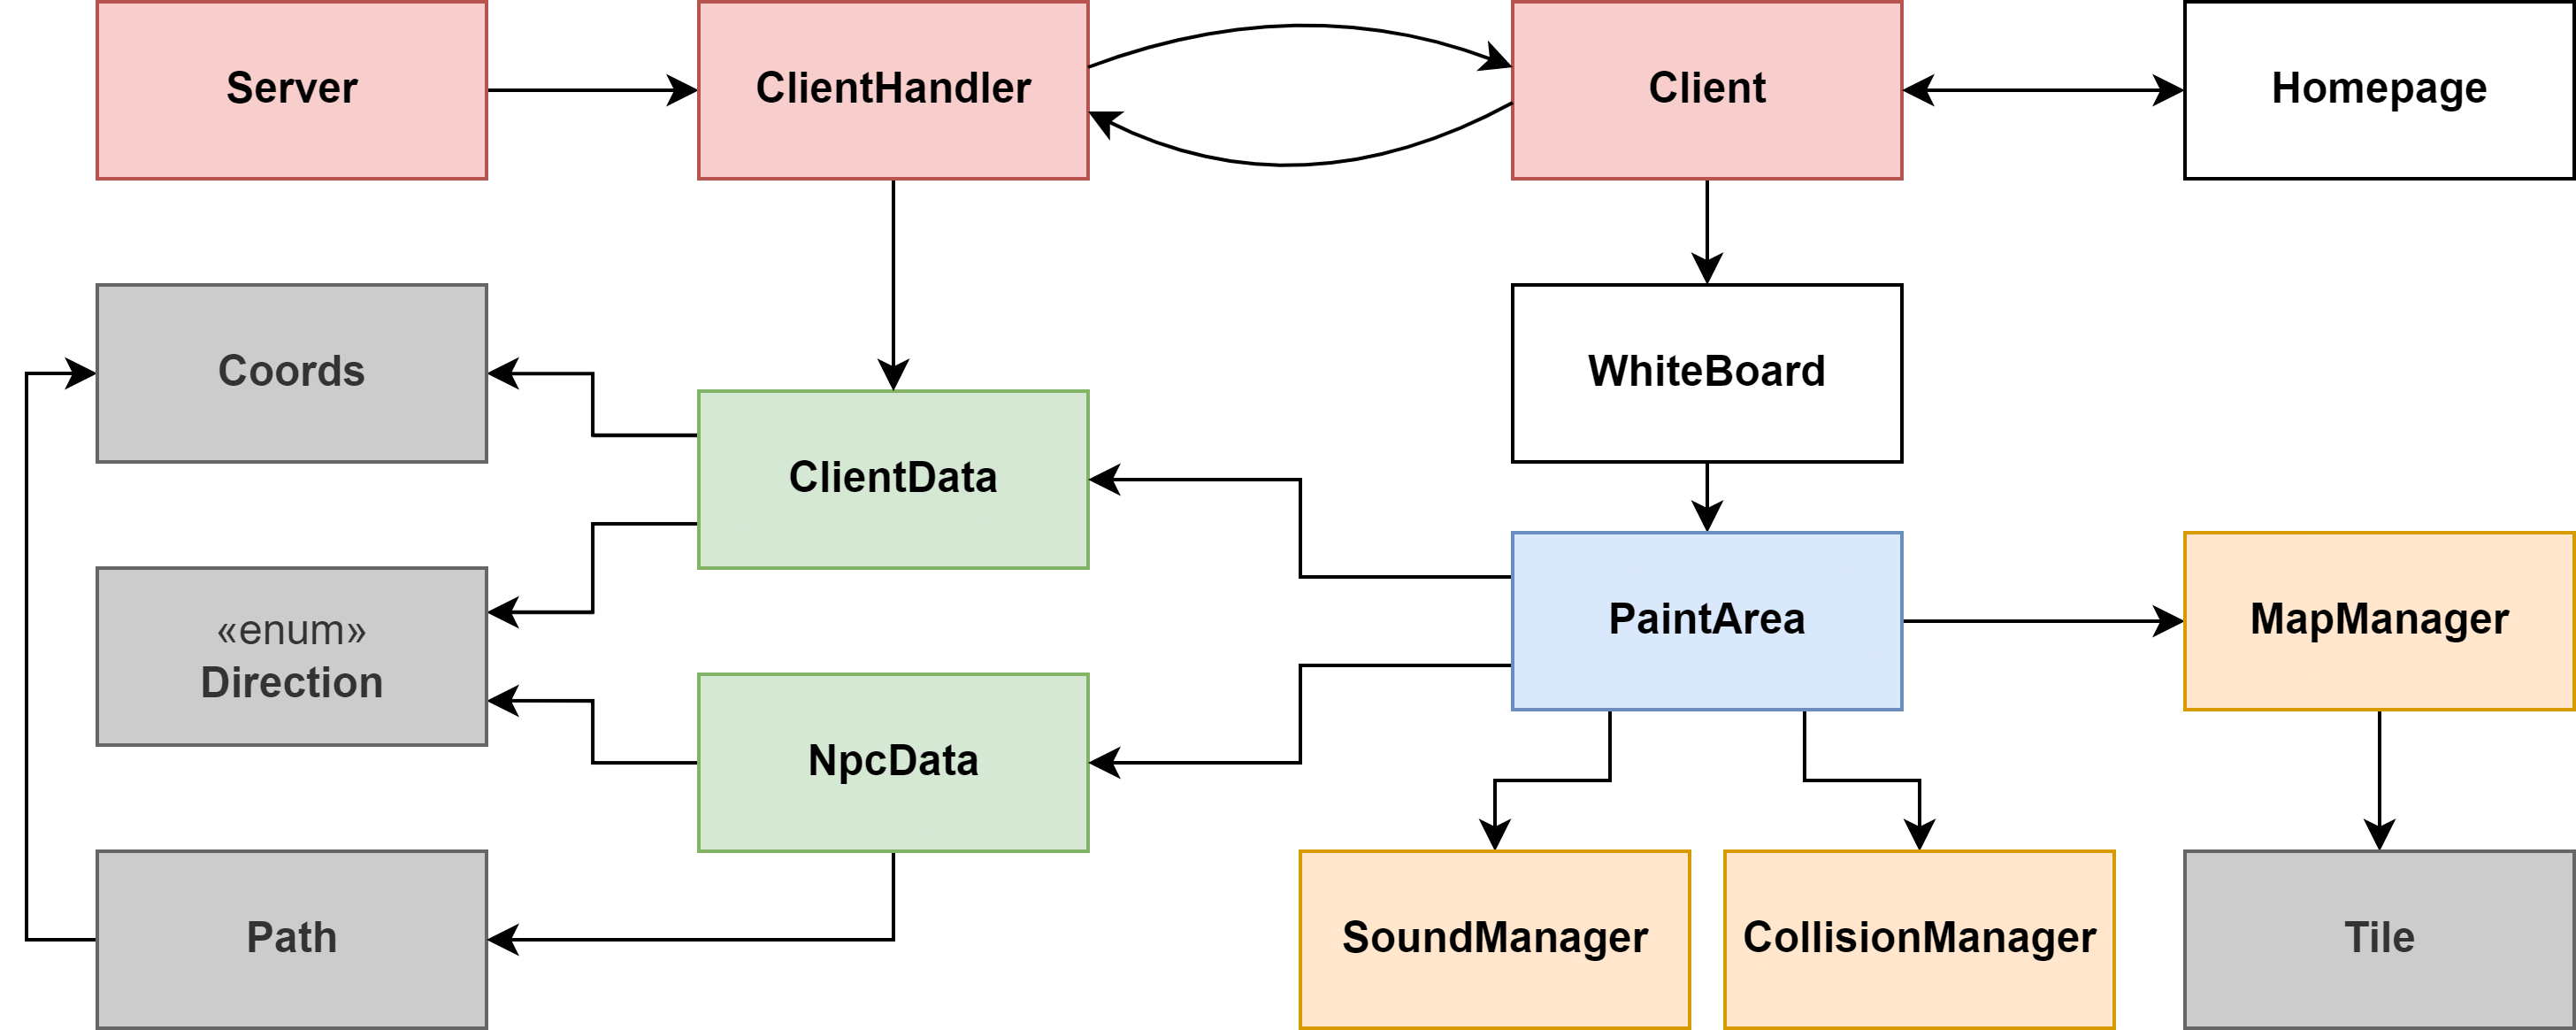 Server
ClientHandler
Client
Homepage
Coords
WhiteBoard
ClientData
«enum»
Direction
PaintArea
MapManager
NpcData
Path
SoundManager
CollisionManager
Tile